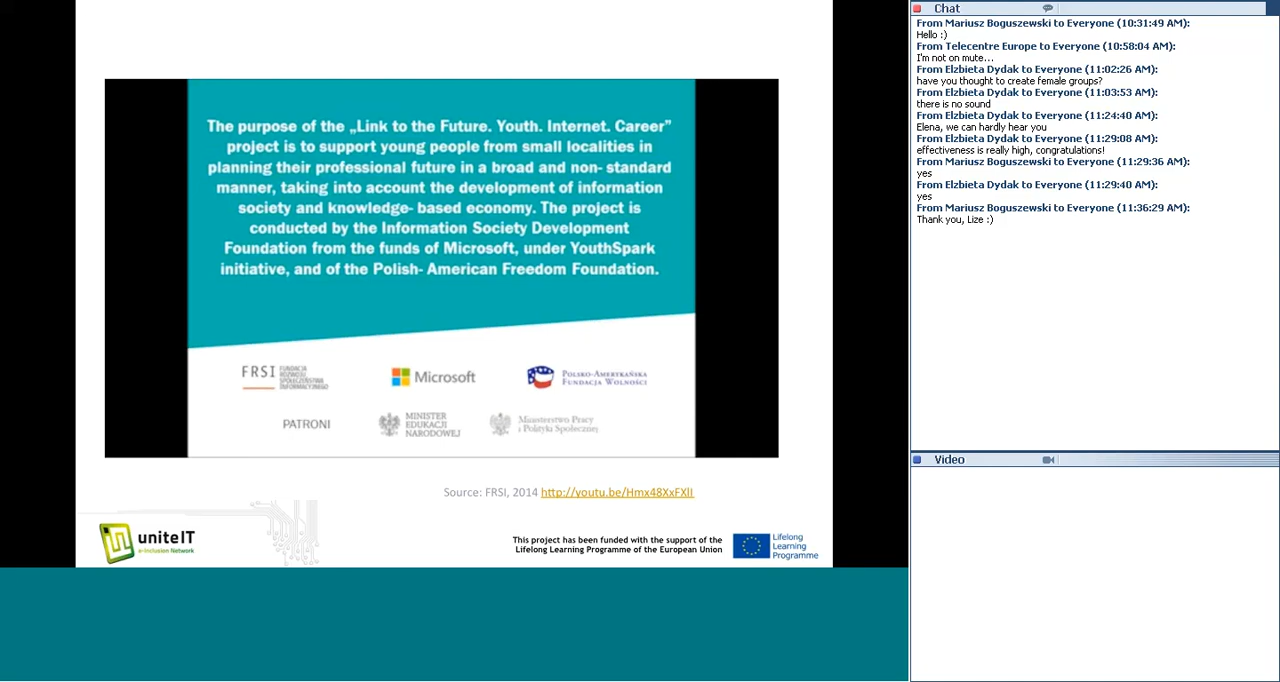 The purpose of the „Link to the Future. Youth. Internet. Career”
project is to support young people from small localities in
planning their professional future in a broad and non- standard
manner, taking into account the development of information
society and knowledge- based economy. The project is
conducted by the Information Society Development
Foundation from the funds of Microsoft, under YouthSpark
initiative, and of the Polish- American Freedom Foundation.
FRSI
FUNDACJA
ROZWOJU
SPOŁECZEŃSTWA
INFORMACYJNEGO
Microsoft
POLSKO-AMERYKAŃSKA
FUNDACJA WOLNOŚCI
PATRONI
MINISTER
EDUKACJI
NARODOWEJ
Ministerstwo Pracy
i Polityki Społecznej
Source: FRSI, 2014 http://youtu.be/Hmx48XxFXlI
uniteIT
e-Inclusion Network
This project has been funded with the support of the
Lifelong Learning Programme of the European Union
Lifelong
Learning
Programme
Chat
From Mariusz Boguszewski to Everyone (10:31:49 AM):
Hello :)
From Telecentre Europe to Everyone (10:58:04 AM):
I'm not on mute...
From Elzbieta Dydak to Everyone (11:02:26 AM):
have you thought to create female groups?
From Elzbieta Dydak to Everyone (11:03:53 AM):
there is no sound
From Elzbieta Dydak to Everyone (11:24:40 AM):
Elena, we can hardly hear you
From Elzbieta Dydak to Everyone (11:29:08 AM):
effectiveness is really high, congratulations!
From Mariusz Boguszewski to Everyone (11:29:36 AM):
yes
From Elzbieta Dydak to Everyone (11:29:40 AM):
yes
From Mariusz Boguszewski to Everyone (11:36:29 AM):
Thank you, Lize :)
Video